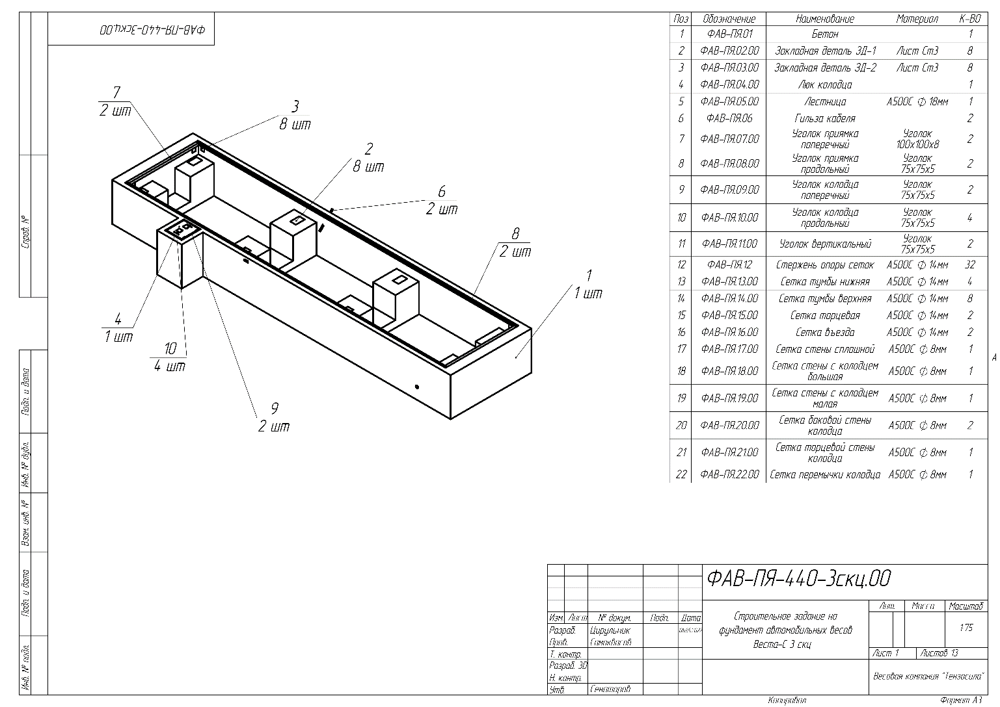 ФАВ-ПЯ-440-3скц.00
Справ. №
Подп. и дата
Инв. № дубл.
Взам. инв. №
Подп. и дата
Инв. № подл.
7
2 шт
3
8 шт
2
8 шт
6
2 шт
8
2 шт
1
1 шт
4
1 шт
10
4 шт
9
2 шт
Поз Обозначение Наименование Материал К-ВО
1 ФАВ-ПЯ.01 Бетон 1
2 ФАВ-ПЯ.02.00 Закладная деталь ЗД-1 Лист Ст3 8
3 ФАВ-ПЯ.03.00 Закладная деталь ЗД-2 Лист Ст3 8
4 ФАВ-ПЯ.04.00 Люк колодца 1
5 ФАВ-ПЯ.05.00 Лестница А500С ϕ 18мм 1
6 ФАВ-ПЯ.06 Гильза кабеля 2
7 ФАВ-ПЯ.07.00 Уголок приямка поперечный Уголок 100x100x8 2
8 ФАВ-ПЯ.08.00 Уголок приямка продольный Уголок 75x75x5 2
9 ФАВ-ПЯ.09.00 Уголок колодца поперечный Уголок 75x75x5 2
10 ФАВ-ПЯ.10.00 Уголок колодца продольный Уголок 75x75x5 4
11 ФАВ-ПЯ.11.00 Уголок вертикальный Уголок 75x75x5 2
12 ФАВ-ПЯ.12 Стержень опоры сеток А500С ϕ 14мм 32
13 ФАВ-ПЯ.13.00 Сетка тумбы нижняя А500С ϕ 14мм 4
14 ФАВ-ПЯ.14.00 Сетка тумбы верхняя А500С ϕ 14мм 8
15 ФАВ-ПЯ.15.00 Сетка торцевая А500С ϕ 14мм 2
16 ФАВ-ПЯ.16.00 Сетка въезда А500С ϕ 14мм 2
17 ФАВ-ПЯ.17.00 Сетка стены сплошной А500С ϕ 8мм 1
18 ФАВ-ПЯ.18.00 Сетка стены с колодцем большая А500С ϕ 8мм 1
19 ФАВ-ПЯ.19.00 Сетка стены с колодцем малая А500С ϕ 8мм 1
20 ФАВ-ПЯ.20.00 Сетка боковой стены колодца А500С ϕ 8мм 2
21 ФАВ-ПЯ.21.00 Сетка торцевой стены колодца А500С ϕ 8мм 1
22 ФАВ-ПЯ.22.00 Сетка перемычки колодца А500С ϕ 8мм 1
А
ФАВ-ПЯ-440-3скц.00
Изм. Лист № докум. Подп. Дата
Разраб. Цирульник
Пров. Самоквасов
Т. контр.
Разраб. 3D
Н. контр.
Утв. Сенаторов
Строительное задание на
фундамент автомобильных весов
Веста-С 3 скц
Лит. Масса Масштаб
1:75
Лист 1 Листов 13
Весовая компания "Тензосила"
Копировал Формат А3